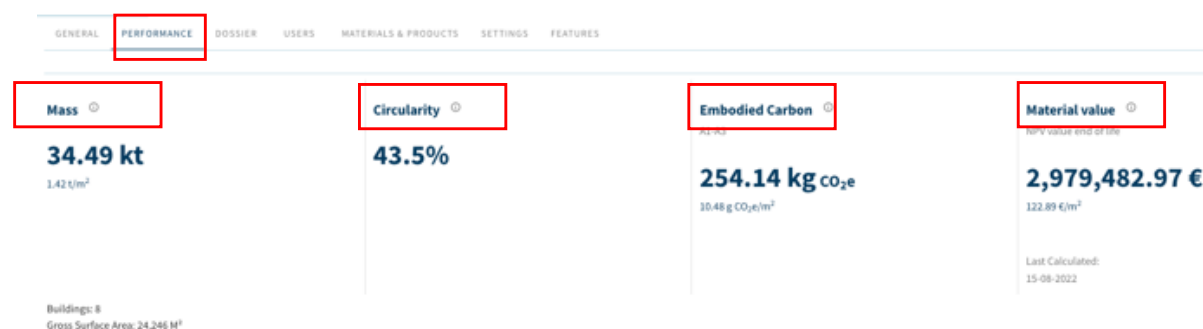 GENERAL PERFORMANCE DOSSIER USERS MATERIALS & PRODUCTS SETTINGS FEATURES
Mass
34.49 kt
1.42 t/m²
Circularity
43.5%
Embodied Carbon
A1-A3
254.14 kg CO₂e
10.48 g CO₂e/m²
Material value
NPV value end of life
2,979,482.97 €
122.89 €/m²
Last Calculated:
15-08-2022
Buildings: 8
Gross Surface Area: 24,246 M²